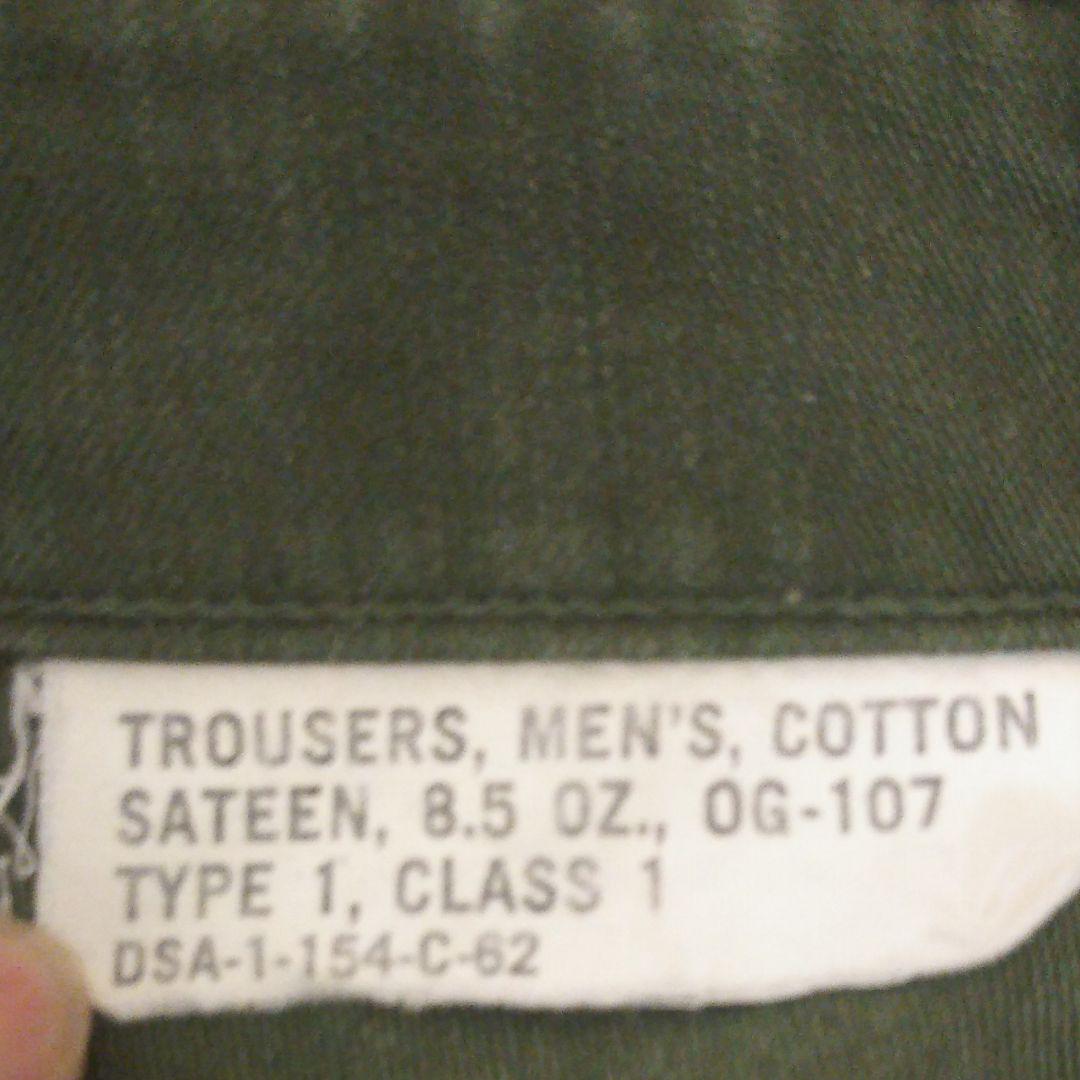 TROUSERS, MEN'S, COTTON
SATEEN, 8.5 OZ., OG-107
TYPE 1, CLASS 1
DSA-1-154-C-62